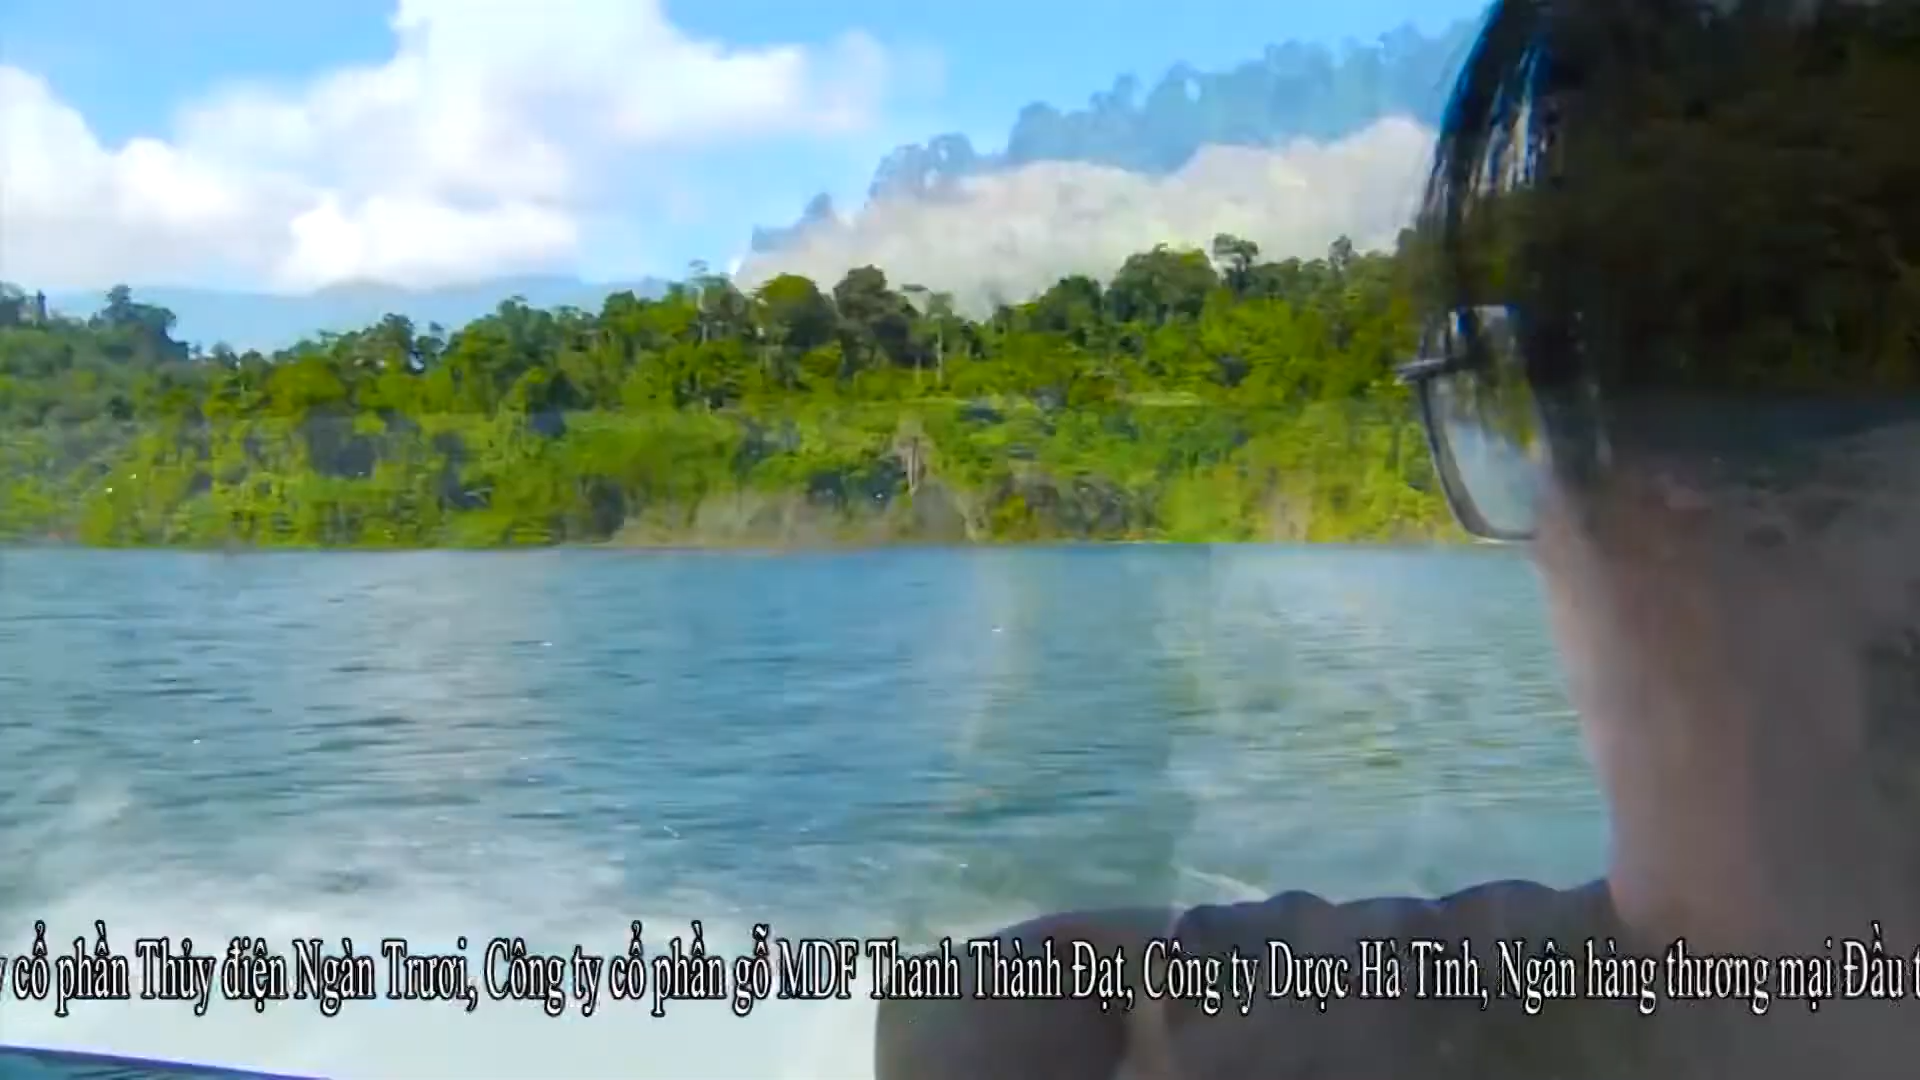 cổ phần Thủy điện Ngàn Trươi, Công ty cổ phần gỗ MDF Thanh Thành Đạt, Công ty Dược Hà Tĩnh, Ngân hàng thương mại Đầu